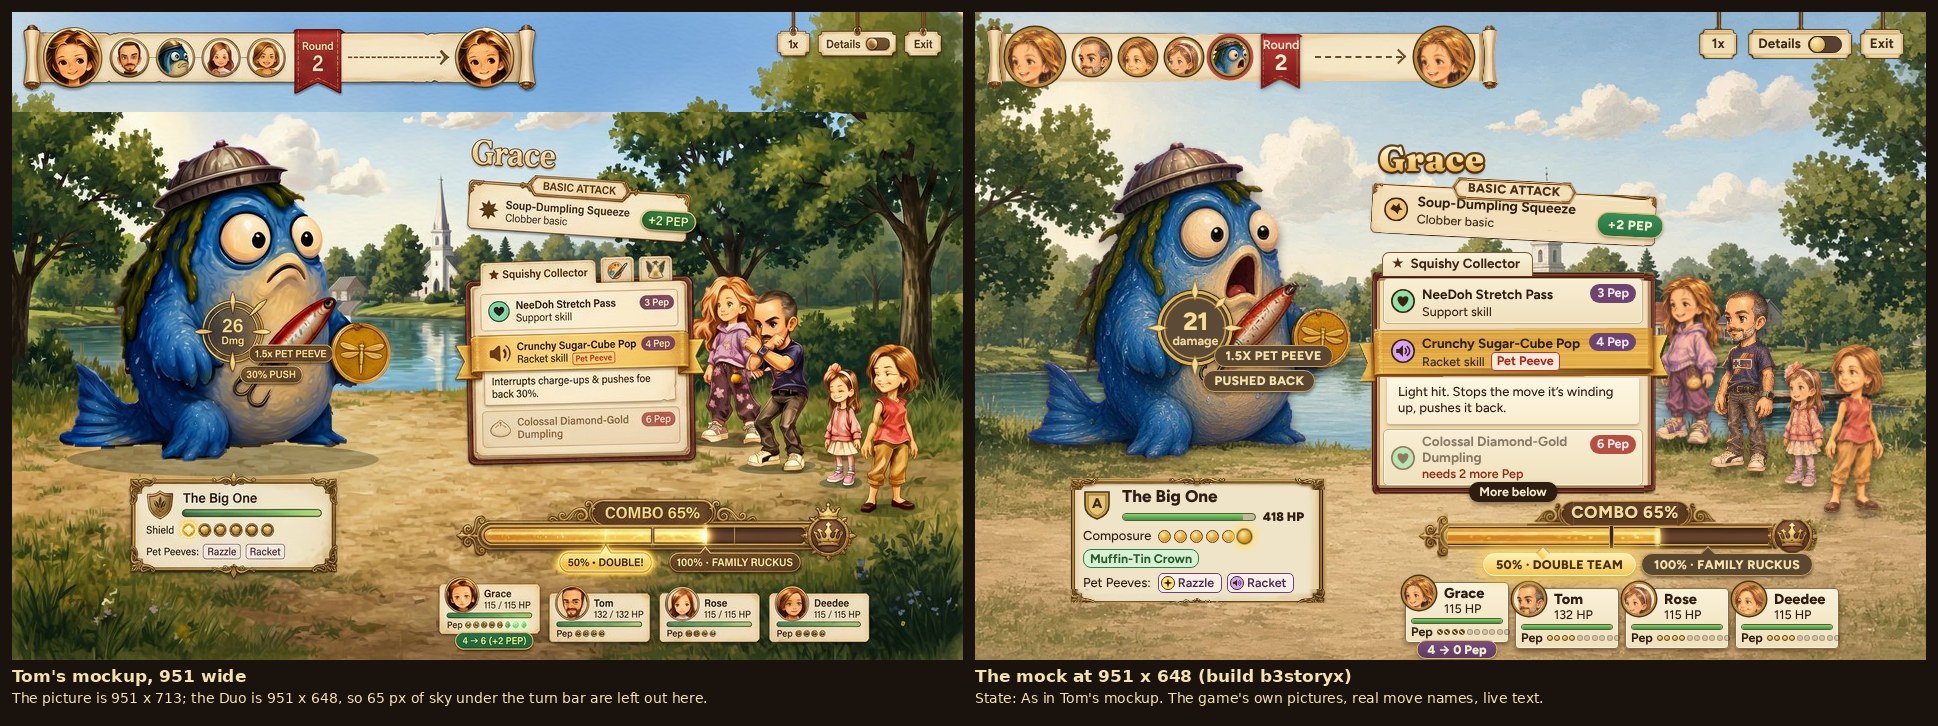 Round
2
1x
Details
Exit
Grace
BASIC ATTACK
Soup-Dumpling Squeeze
Clobber basic
+2 PEP
Squishy Collector
NeeDoh Stretch Pass
3 Pep
Support skill
Crunchy Sugar-Cube Pop
4 Pep
Racket skill
Pet Peeve
Interrupts charge-ups & pushes foe
back 30%.
Colossal Diamond-Gold
Dumpling
6 Pep
26
Dmg
1.5x PET PEEVE
30% PUSH
The Big One
Shield
Pet Peeves:
Razzle
Racket
COMBO 65%
50% · DOUBLE!
100% · FAMILY RUCKUS
Grace
115 / 115 HP
Pep
4 → 6 (+2 PEP)
Tom
132 / 132 HP
Pep
Rose
115 / 115 HP
Pep
Deedee
115 / 115 HP
Pep
Tom's mockup, 951 wide
The picture is 951 x 713; the Duo is 951 x 648, so 65 px of sky under the turn bar are left out here.
Round
2
1x
Details
Exit
Grace
BASIC ATTACK
Soup-Dumpling Squeeze
Clobber basic
+2 PEP
Squishy Collector
NeeDoh Stretch Pass
3 Pep
Support skill
Crunchy Sugar-Cube Pop
4 Pep
Racket skill
Pet Peeve
Light hit. Stops the move it's winding
up, pushes it back.
Colossal Diamond-Gold
Dumpling
6 Pep
needs 2 more Pep
More below
21
damage
1.5X PET PEEVE
PUSHED BACK
A
The Big One
418 HP
Composure
Muffin-Tin Crown
Pet Peeves:
Razzle
Racket
COMBO 65%
50% · DOUBLE TEAM
100% · FAMILY RUCKUS
Grace
115 HP
Pep
4 → 0 Pep
Tom
132 HP
Pep
Rose
115 HP
Pep
Deedee
115 HP
Pep
The mock at 951 x 648 (build b3storyx)
State: As in Tom's mockup. The game's own pictures, real move names, live text.